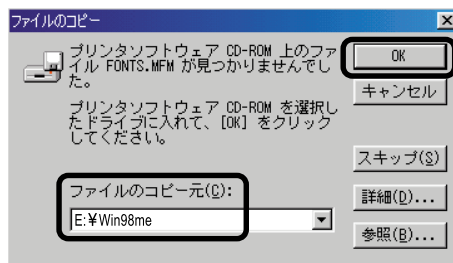 ファイルのコピー
プリンタソフトウェア CD-ROM 上のファ
イル FONTS.MFM が見つかりませんでし
た。
プリンタソフトウェア CD-ROM を選択し
たドライブに入れて、[OK] をクリック
してください。
OK
キャンセル
スキップ(S)
ファイルのコピー元(C):
詳細(D)...
E:¥Win98me
参照(B)...